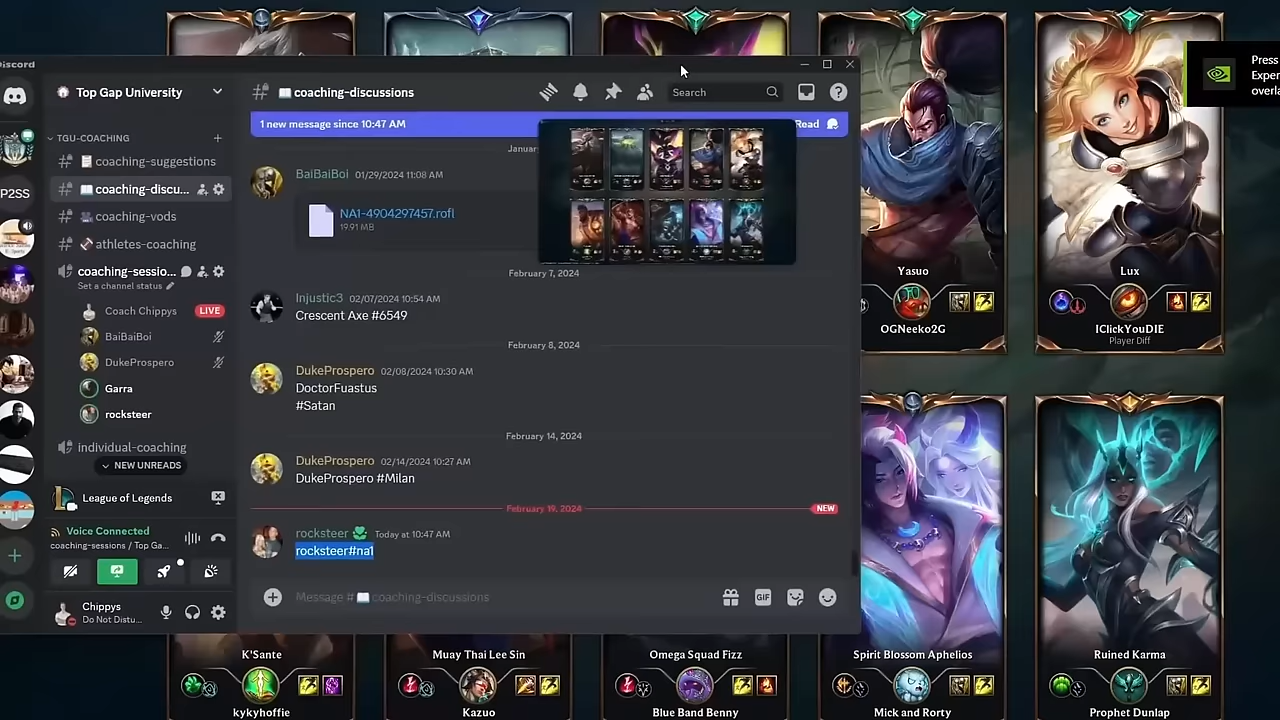 Discord
Top Gap University
TGU-COACHING
coaching-suggestions
coaching-discu...
coaching-vods
athletes-coaching
coaching-sessio...
Set a channel status
Coach Chippys
LIVE
BaiBaiBoi
DukeProspero
Garra
rocksteer
individual-coaching
NEW UNREADS
League of Legends
Voice Connected
coaching-sessions / Top Ga...
Chippys
Do Not Distu...
P2SS
coaching-discussions
Search
1 new message since 10:47 AM
Read
Janua
BaiBaiBoi 01/29/2024 11:08 AM
NA1-4904297457.rofl
19.91 MB
February 7, 2024
Injustic3 02/07/2024 10:54 AM
Crescent Axe #6549
February 8, 2024
DukeProspero 02/08/2024 10:30 AM
DoctorFuastus
#Satan
February 14, 2024
DukeProspero 02/14/2024 10:27 AM
DukeProspero #Milan
February 19, 2024
NEW
rocksteer Today at 10:47 AM
rocksteer#na1
Message # coaching-discussions
GIF
Press
Exper
overla
Yasuo
OGNeeko2G
Lux
IClickYouDIE
Player Diff
K'Sante
kykyhoffie
Muay Thai Lee Sin
Kazuo
Omega Squad Fizz
Blue Band Benny
Spirit Blossom Aphelios
Mick and Rorty
Ruined Karma
Prophet Dunlap